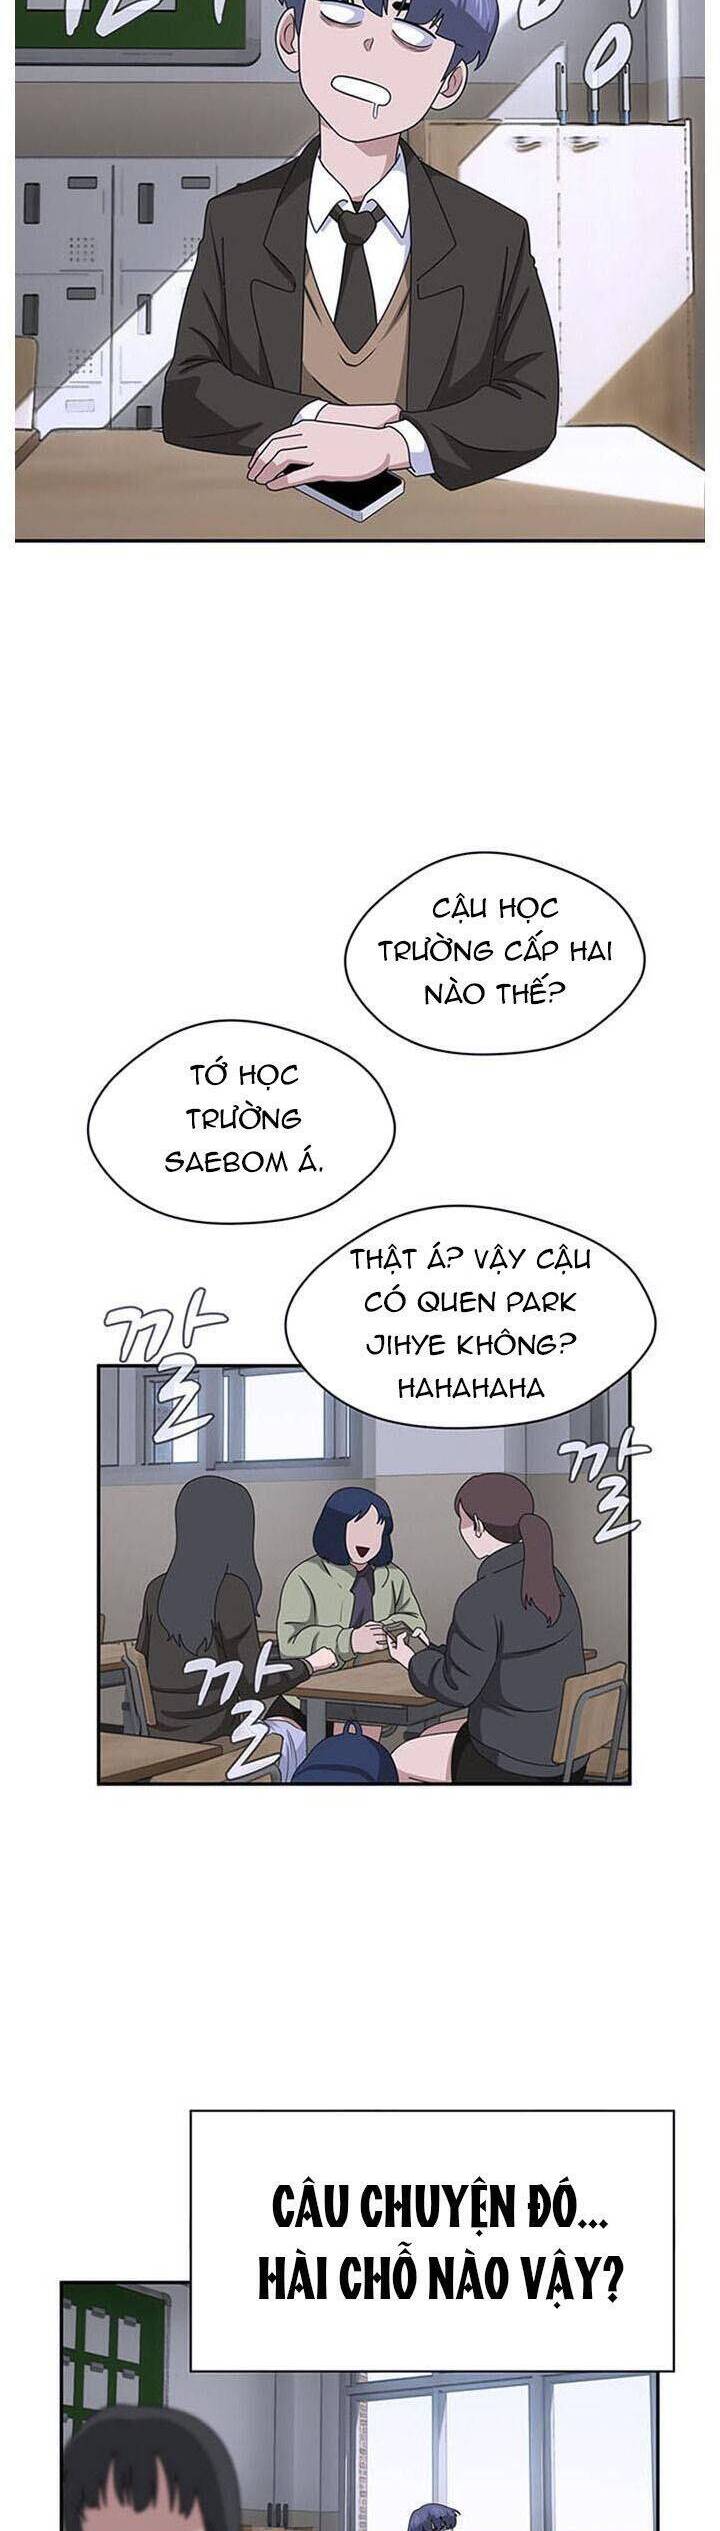 CẬU HỌC
TRƯỜNG CẤP HAI
NÀO THẾ?
TỚ HỌC
TRƯỜNG
SAEBOM Á.
THẬT Á? VẬY CẬU
CÓ QUEN PARK
JIHYE KHÔNG?
HAHAHAHA
깔
깔
깔
깔
CÂU CHUYỆN ĐÓ...
HÀI CHỖ NÀO VẬY?